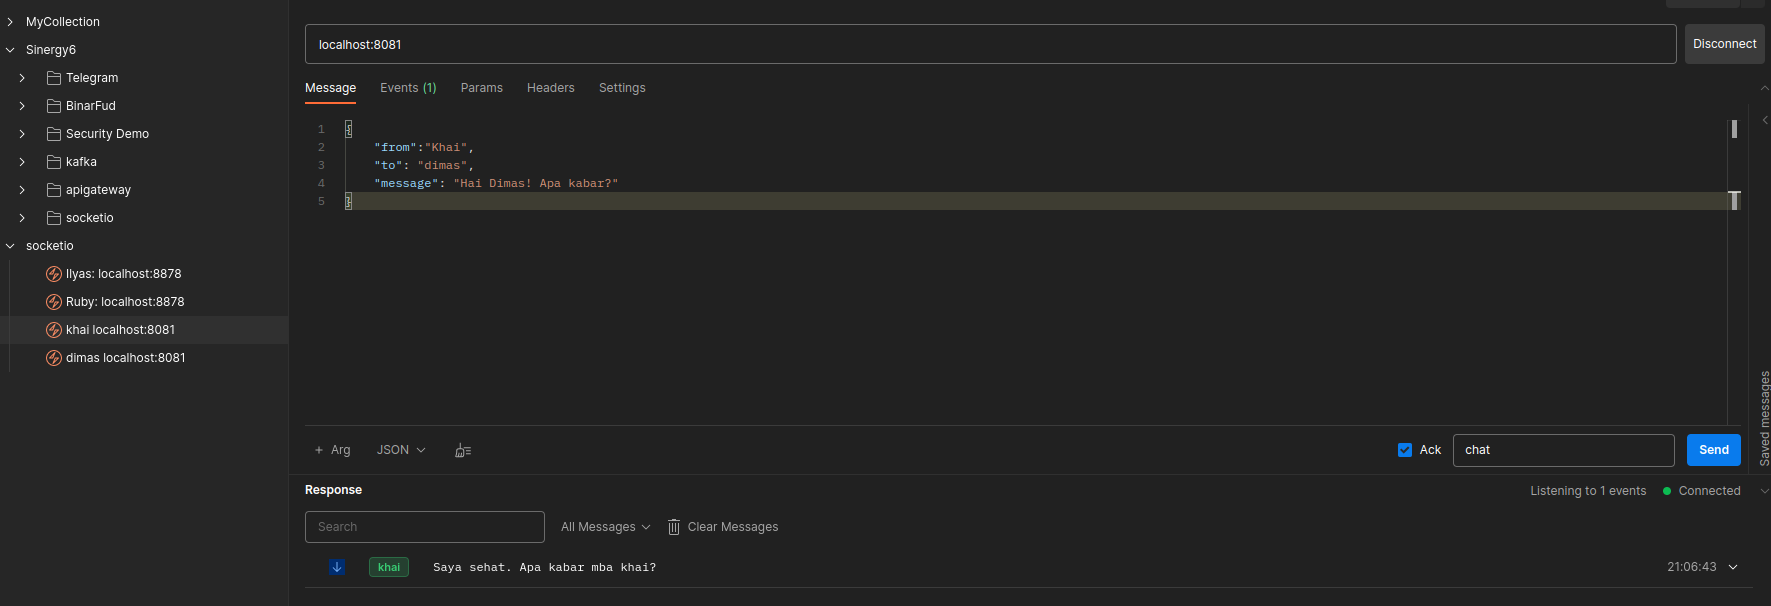 MyCollection
Sinergy6
Telegram
BinarFud
Security Demo
kafka
apigateway
socketio
socketio
Ilyas: localhost:8878
Ruby: localhost:8878
khai localhost:8081
dimas localhost:8081
localhost:8081
Disconnect
Message Events (1) Params Headers Settings
1 {
2 "from":"Khai",
3 "to": "dimas",
4 "message": "Hai Dimas! Apa kabar?"
5 }
+ Arg JSON Ack chat Send
Saved messages
Response Listening to 1 events Connected
Search All Messages Clear Messages
khai Saya sehat. Apa kabar mba khai? 21:06:43